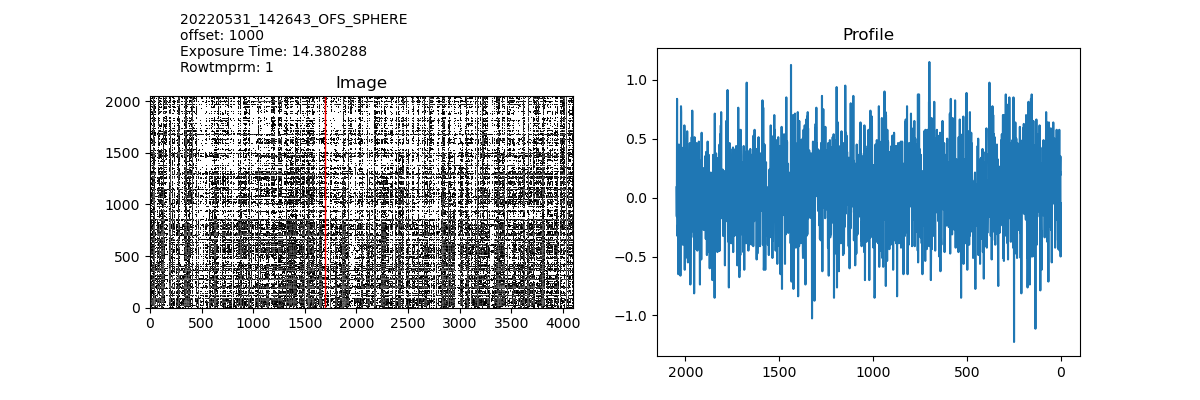 20220531_142643_OFS_SPHERE
offset: 1000
Exposure Time: 14.380288
Rowtmprm: 1
Image
2000
1500
1000
500
0
0 500 1000 1500 2000 2500 3000 3500 4000
Profile
1.0
0.5
0.0
−0.5
−1.0
2000 1500 1000 500 0